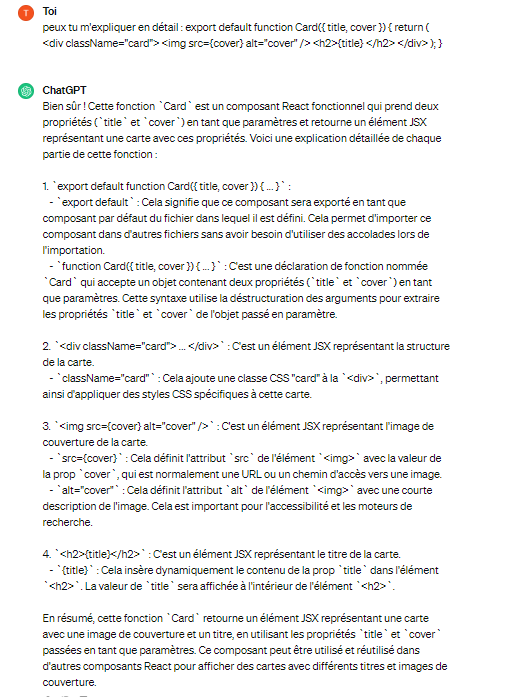 T
Toi
peux tu m'expliquer en détail : export default function Card({ title, cover }) { return (
<div className="card"> <img src={cover} alt="cover" /> <h2>{title} </h2> </div> ); }
ChatGPT
Bien sûr ! Cette fonction `Card` est un composant React fonctionnel qui prend deux
propriétés (`title` et `cover`) en tant que paramètres et retourne un élément JSX
représentant une carte avec ces propriétés. Voici une explication détaillée de chaque
partie de cette fonction :
1. `export default function Card({ title, cover }) { ... }` :
- `export default` : Cela signifie que ce composant sera exporté en tant que
composant par défaut du fichier dans lequel il est défini. Cela permet d'importer ce
composant dans d'autres fichiers sans avoir besoin d'utiliser des accolades lors de
l'importation.
- `function Card({ title, cover }) { ... }` : C'est une déclaration de fonction nommée
`Card` qui accepte un objet contenant deux propriétés (`title` et `cover`) en tant
que paramètres. Cette syntaxe utilise la déstructuration des arguments pour extraire
les propriétés `title` et `cover` de l'objet passé en paramètre.
2. `<div className="card"> ... </div>` : C'est un élément JSX représentant la structure
de la carte.
- `className="card"` : Cela ajoute une classe CSS "card" à la `<div>`, permettant
ainsi d'appliquer des styles CSS spécifiques à cette carte.
3. `<img src={cover} alt="cover" />` : C'est un élément JSX représentant l'image de
couverture de la carte.
- `src={cover}` : Cela définit l'attribut `src` de l'élément `<img>` avec la valeur de
la prop `cover`, qui est normalement une URL ou un chemin d'accès vers une image.
- `alt="cover"` : Cela définit l'attribut `alt` de l'élément `<img>` avec une courte
description de l'image. Cela est important pour l'accessibilité et les moteurs de
recherche.
4. `<h2>{title}</h2>` : C'est un élément JSX représentant le titre de la carte.
- `{title}` : Cela insère dynamiquement le contenu de la prop `title` dans l'élément
`<h2>`. La valeur de `title` sera affichée à l'intérieur de l'élément `<h2>`.
En résumé, cette fonction `Card` retourne un élément JSX représentant une carte
avec une image de couverture et un titre, en utilisant les propriétés `title` et `cover`
passées en tant que paramètres. Ce composant peut être utilisé et réutilisé dans
d'autres composants React pour afficher des cartes avec différents titres et images de
couverture.